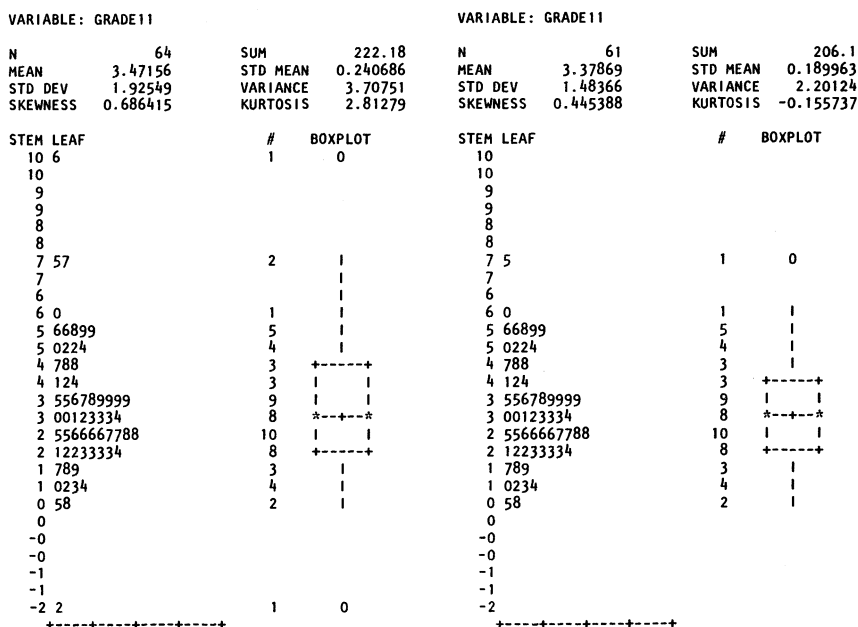 VARIABLE: GRADE11
N 64 SUM 222.18
MEAN 3.47156 STD MEAN 0.240686
STD DEV 1.92549 VARIANCE 3.70751
SKEWNESS 0.686415 KURTOSIS 2.81279
STEM LEAF # BOXPLOT
10 6 1 0
10
9
9
8
8
7 57 2 |
7 |
6 |
6 0 1 |
5 66899 5 |
5 0224 4 |
4 788 3 +-----+
4 124 3 | |
3 556789999 9 | |
3 00123334 8 *--+--*
2 5566667788 10 | |
2 12233334 8 +-----+
1 789 3 |
1 0234 4 |
0 58 2 |
0
-0
-0
-1
-1
-2 2 1 0
+----+----+----+----+
VARIABLE: GRADE11
N 61 SUM 206.1
MEAN 3.37869 STD MEAN 0.189963
STD DEV 1.48366 VARIANCE 2.20124
SKEWNESS 0.445388 KURTOSIS -0.155737
STEM LEAF # BOXPLOT
10
10
9
9
8
8
7 5 1 0
7
6
6 0 1 |
5 66899 5 |
5 0224 4 |
4 788 3 |
4 124 3 +-----+
3 556789999 9 | |
3 00123334 8 *--+--*
2 5566667788 10 | |
2 12233334 8 +-----+
1 789 3 |
1 0234 4 |
0 58 2 |
0
-0
-0
-1
-1
-2
+----+----+----+----+